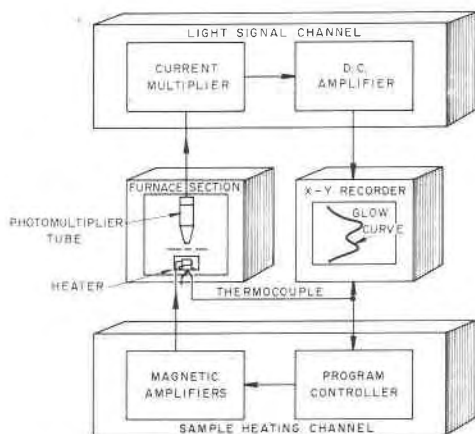 LIGHT SIGNAL CHANNEL
CURRENT
MULTIPLIER
D.C.
AMPLIFIER
FURNACE SECTION
X-Y RECORDER
PHOTOMULTIPLIER
TUBE
GLOW
CURVE
HEATER
THERMOCOUPLE
MAGNETIC
AMPLIFIERS
PROGRAM
CONTROLLER
SAMPLE HEATING CHANNEL